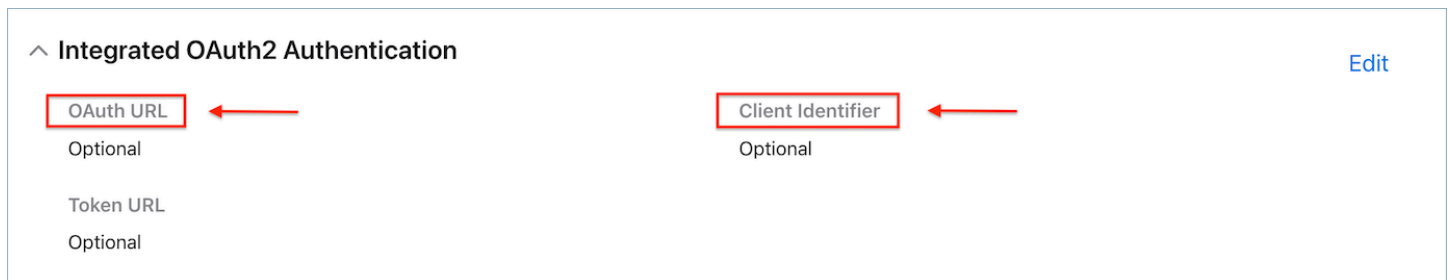 Integrated OAuth2 Authentication
Edit
OAuth URL
Client Identifier
Optional
Optional
Token URL
Optional